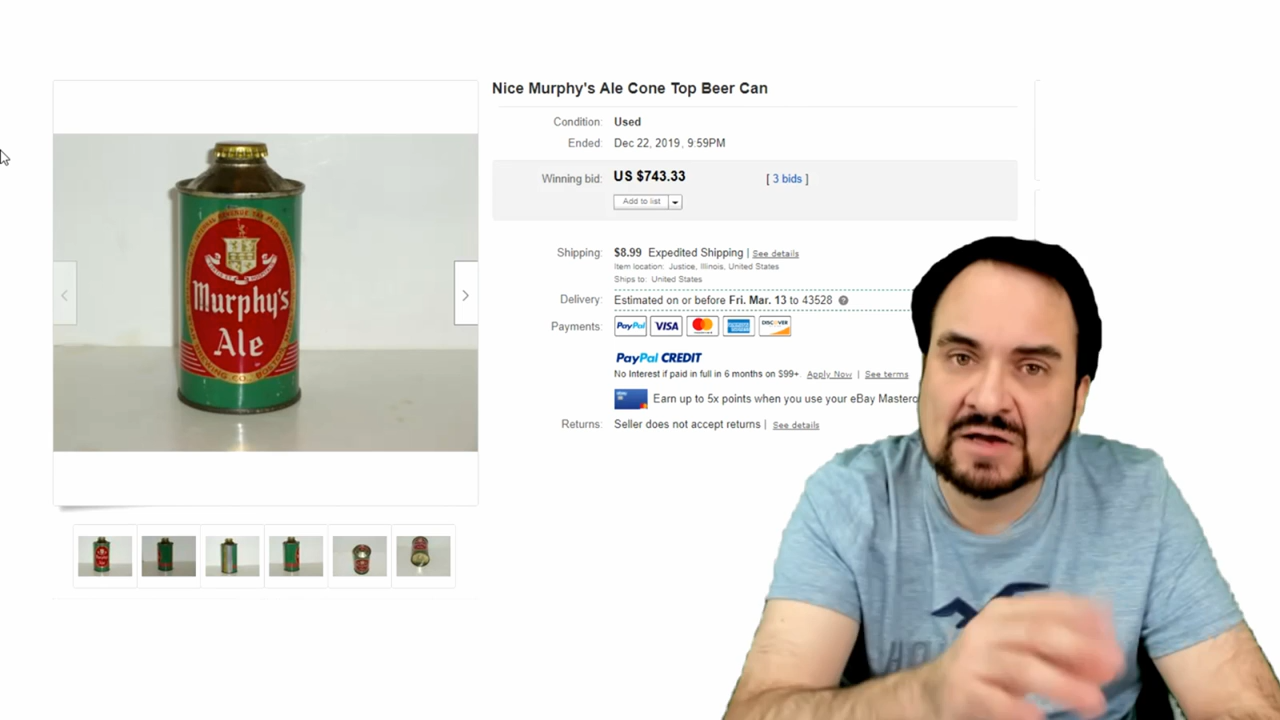 Nice Murphy's Ale Cone Top Beer Can
Condition: Used
Ended: Dec 22, 2019, 9:59PM
Winning bid: US $743.33 [ 3 bids ]
Add to list
Shipping: $8.99 Expedited Shipping | See details
Item location: Justice, Illinois, United States
Ships to: United States
Delivery: Estimated on or before Fri. Mar. 13 to 43528
Payments: PayPal VISA DISCOVER
PayPal CREDIT
No Interest if paid in full in 6 months on $99+. Apply Now | See terms
Earn up to 5x points when you use your eBay Masterc
Returns: Seller does not accept returns | See details
Murphy's
Ale